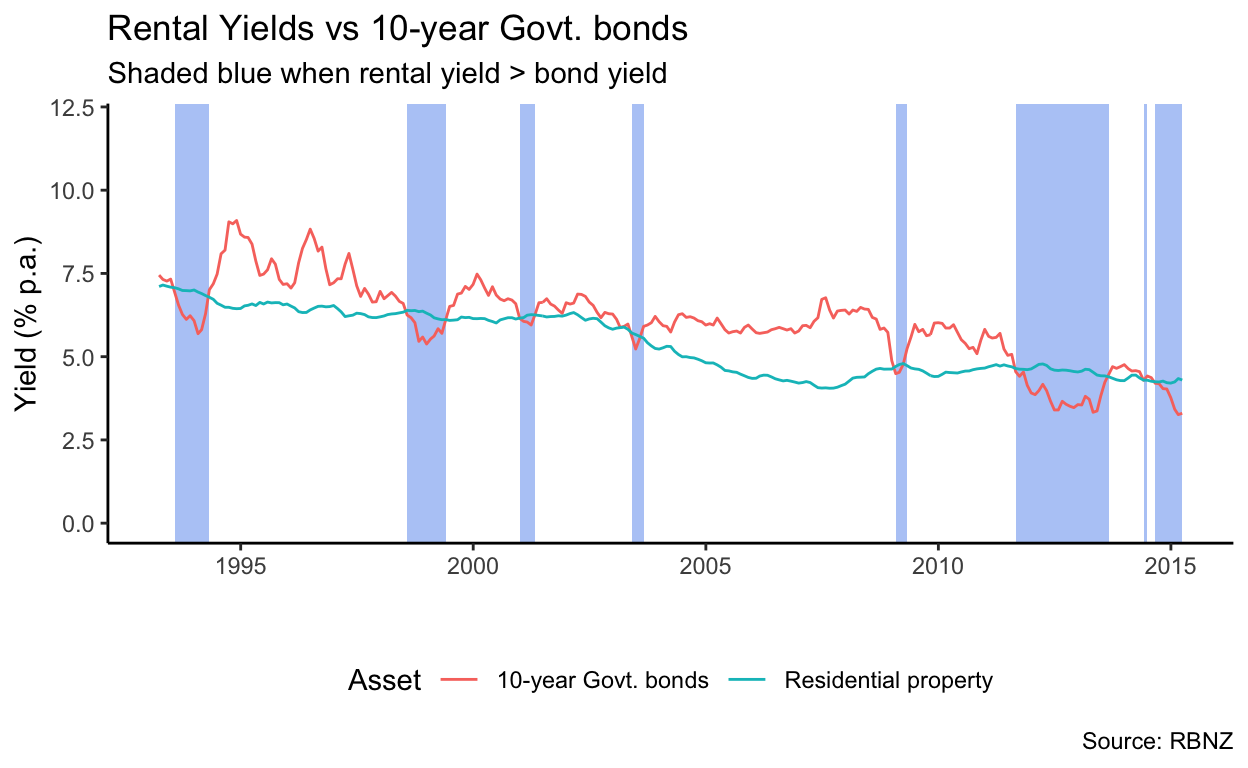 Rental Yields vs 10-year Govt. bonds
Shaded blue when rental yield > bond yield
Yield (% p.a.)
12.5
10.0
7.5
5.0
2.5
0.0
1995 2000 2005 2010 2015
Asset 10-year Govt. bonds Residential property
Source: RBNZ